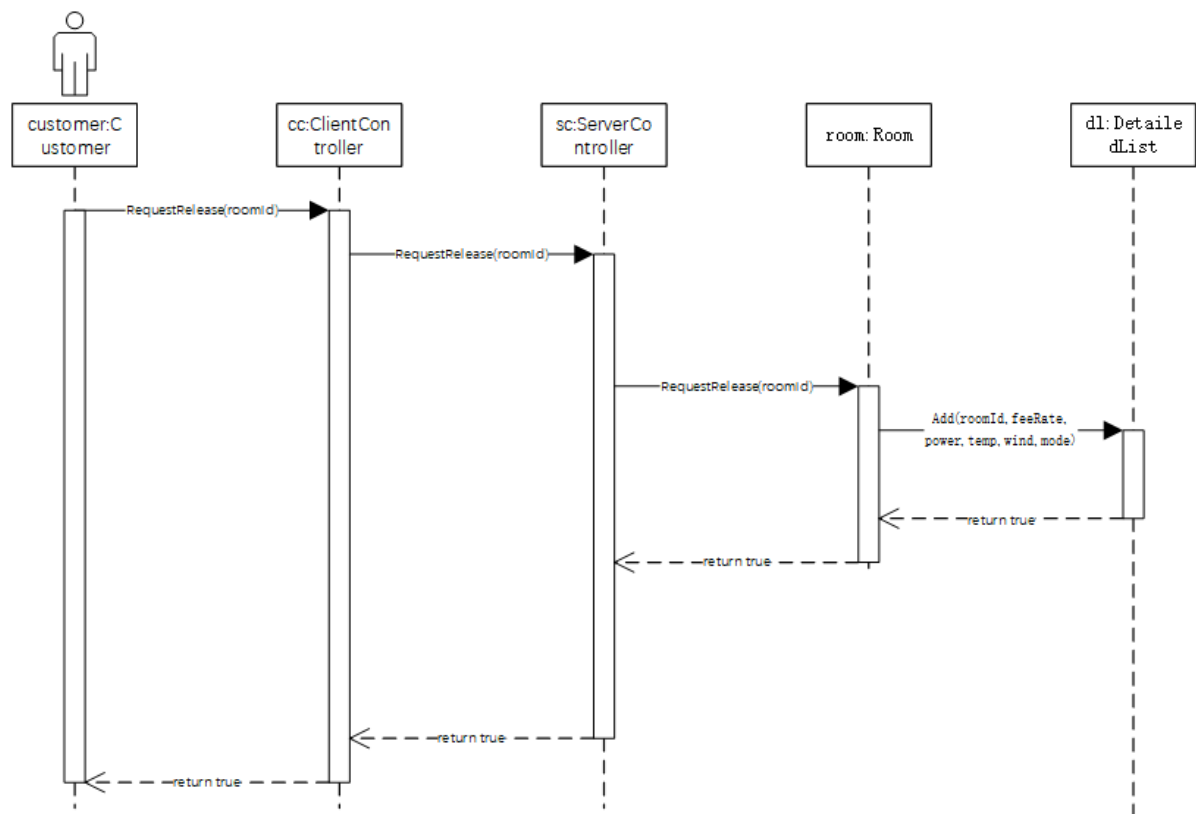 customer:C
ustomer
cc:ClientCon
troller
sc:ServerCo
ntroller
room:Room
dl:Detaile
dList
RequestRelease(roomId)
RequestRelease(roomId)
RequestRelease(roomId)
Add(roomId,feeRate,
power,temp,wind,mode)
return true
return true
return true
return true